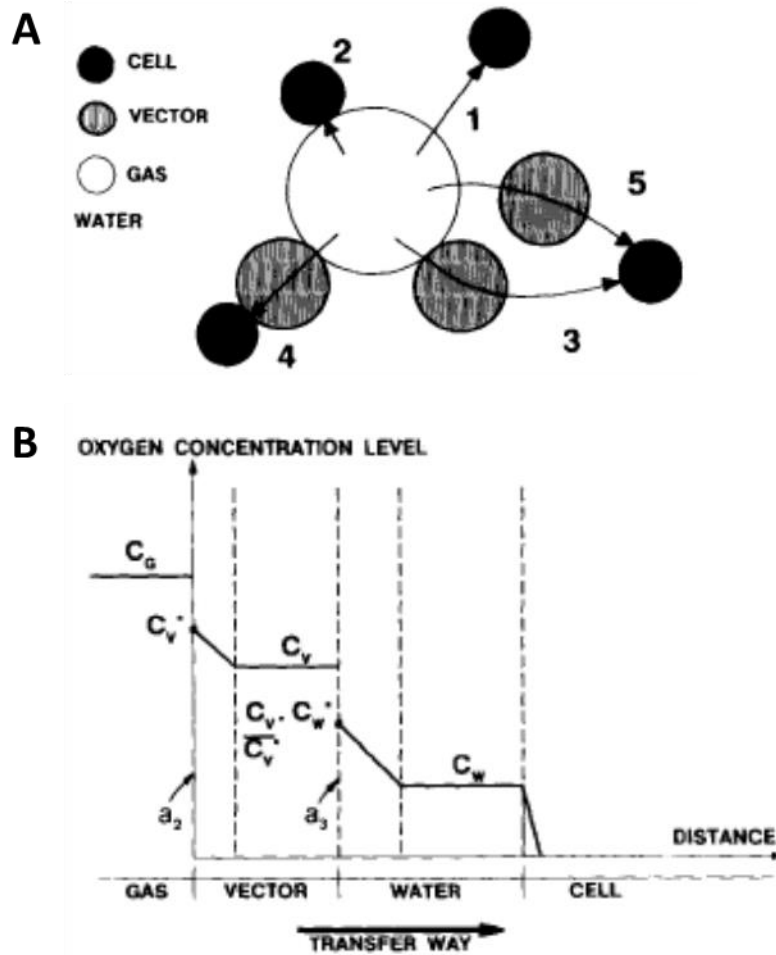 A
CELL
VECTOR
GAS
WATER
1
2
3
4
5
B
OXYGEN CONCENTRATION LEVEL
C_G
C_V*
C_V
C_V . C_W*
C_V*
C_W
a_2
a_3
DISTANCE
GAS VECTOR WATER CELL
TRANSFER WAY